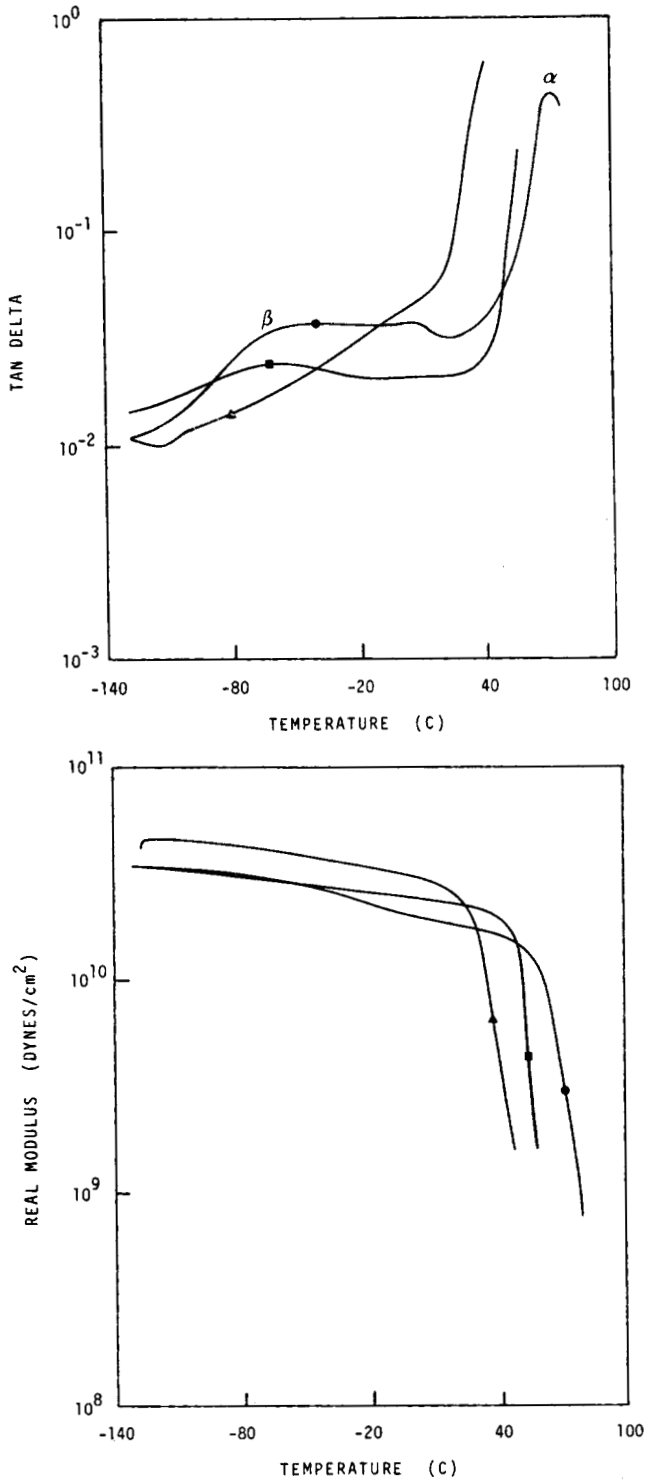 10^0
α
10^-1
TAN DELTA
β
10^-2
10^-3
-140 -80 -20 40 100
TEMPERATURE (C)
10^11
10^10
REAL MODULUS (DYNES/cm^2)
10^9
10^8
-140 -80 -20 40 100
TEMPERATURE (C)